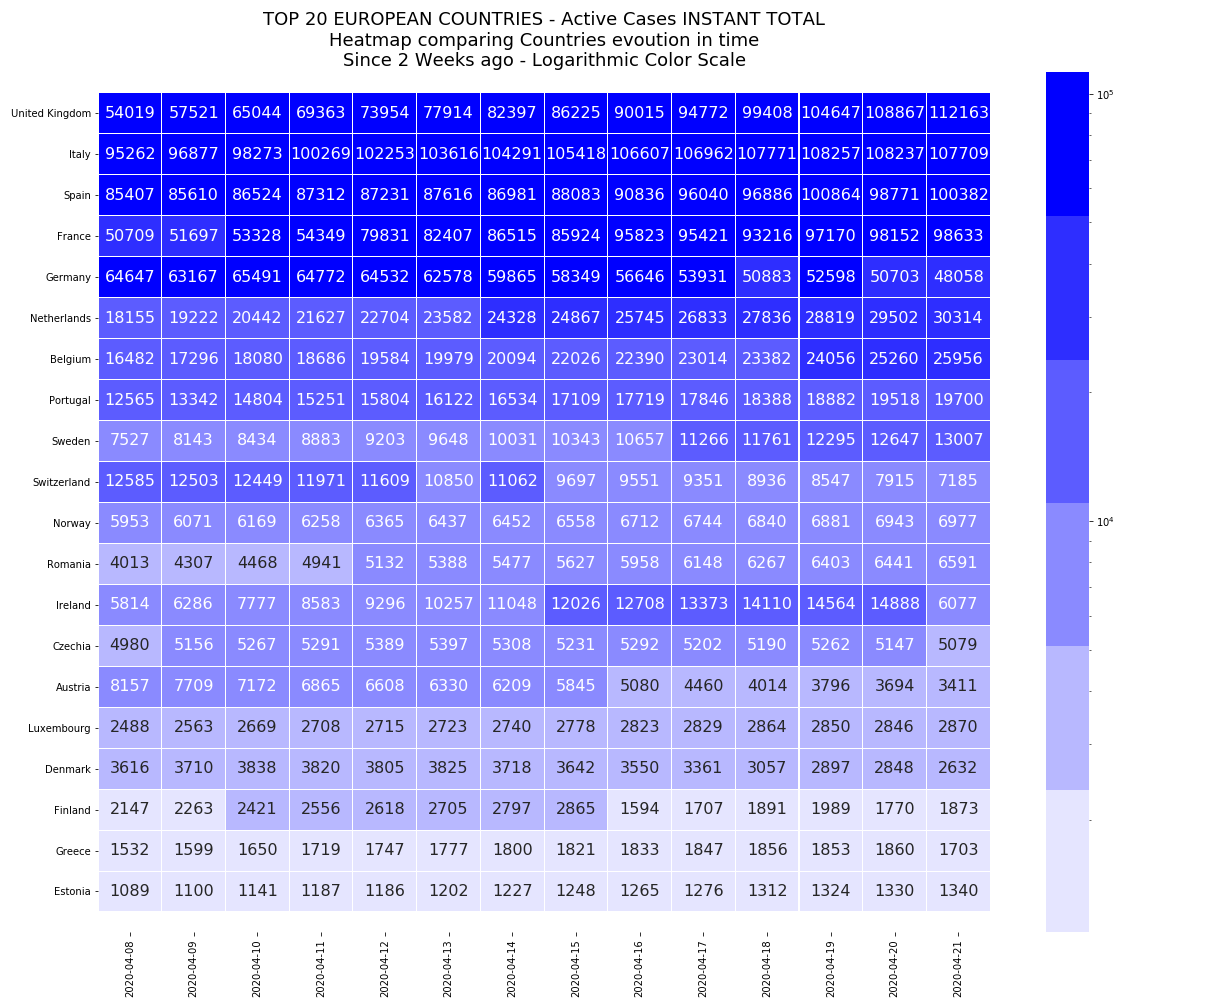 TOP 20 EUROPEAN COUNTRIES - Active Cases INSTANT TOTAL
Heatmap comparing Countries evoution in time
Since 2 Weeks ago - Logarithmic Color Scale
United Kingdom 54019 57521 65044 69363 73954 77914 82397 86225 90015 94772 99408 104647 108867 112163
Italy 95262 96877 98273 100269 102253 103616 104291 105418 106607 106962 107771 108257 108237 107709
Spain 85407 85610 86524 87312 87231 87616 86981 88083 90836 96040 96886 100864 98771 100382
France 50709 51697 53328 54349 79831 82407 86515 85924 95823 95421 93216 97170 98152 98633
Germany 64647 63167 65491 64772 64532 62578 59865 58349 56646 53931 50883 52598 50703 48058
Netherlands 18155 19222 20442 21627 22704 23582 24328 24867 25745 26833 27836 28819 29502 30314
Belgium 16482 17296 18080 18686 19584 19979 20094 22026 22390 23014 23382 24056 25260 25956
Portugal 12565 13342 14804 15251 15804 16122 16534 17109 17719 17846 18388 18882 19518 19700
Sweden 7527 8143 8434 8883 9203 9648 10031 10343 10657 11266 11761 12295 12647 13007
Switzerland 12585 12503 12449 11971 11609 10850 11062 9697 9551 9351 8936 8547 7915 7185
Norway 5953 6071 6169 6258 6365 6437 6452 6558 6712 6744 6840 6881 6943 6977
Romania 4013 4307 4468 4941 5132 5388 5477 5627 5958 6148 6267 6403 6441 6591
Ireland 5814 6286 7777 8583 9296 10257 11048 12026 12708 13373 14110 14564 14888 6077
Czechia 4980 5156 5267 5291 5389 5397 5308 5231 5292 5202 5190 5262 5147 5079
Austria 8157 7709 7172 6865 6608 6330 6209 5845 5080 4460 4014 3796 3694 3411
Luxembourg 2488 2563 2669 2708 2715 2723 2740 2778 2823 2829 2864 2850 2846 2870
Denmark 3616 3710 3838 3820 3805 3825 3718 3642 3550 3361 3057 2897 2848 2632
Finland 2147 2263 2421 2556 2618 2705 2797 2865 1594 1707 1891 1989 1770 1873
Greece 1532 1599 1650 1719 1747 1777 1800 1821 1833 1847 1856 1853 1860 1703
Estonia 1089 1100 1141 1187 1186 1202 1227 1248 1265 1276 1312 1324 1330 1340
2020-04-08 2020-04-09 2020-04-10 2020-04-11 2020-04-12 2020-04-13 2020-04-14 2020-04-15 2020-04-16 2020-04-17 2020-04-18 2020-04-19 2020-04-20 2020-04-21
10⁵
10⁴